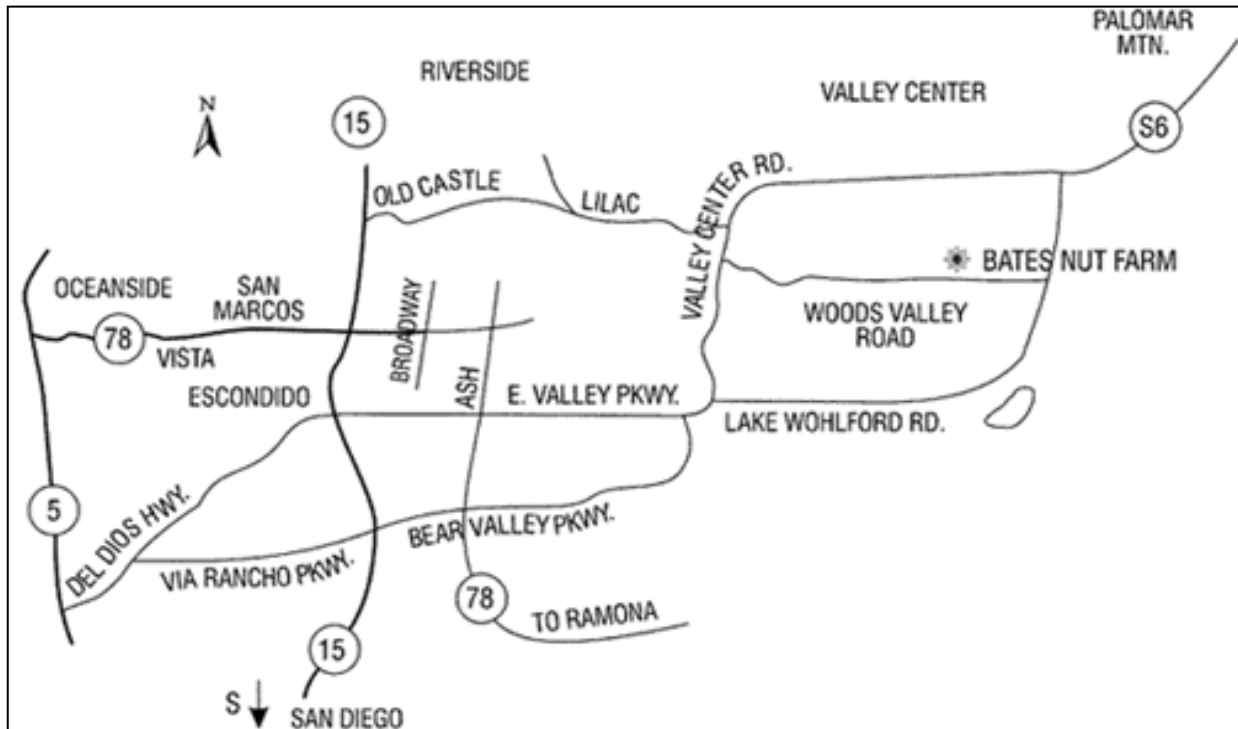 PALOMAR
MTN.
RIVERSIDE
VALLEY CENTER
N
15
S6
OLD CASTLE
LILAC
VALLEY CENTER RD.
BATES NUT FARM
OCEANSIDE
SAN
MARCOS
BROADWAY
WOODS VALLEY
ROAD
78
VISTA
ASH
ESCONDIDO
E. VALLEY PKWY.
LAKE WOHLFORD RD.
5
DEL DIOS HWY.
BEAR VALLEY PKWY.
VIA RANCHO PKWY.
78
TO RAMONA
15
S
SAN DIEGO